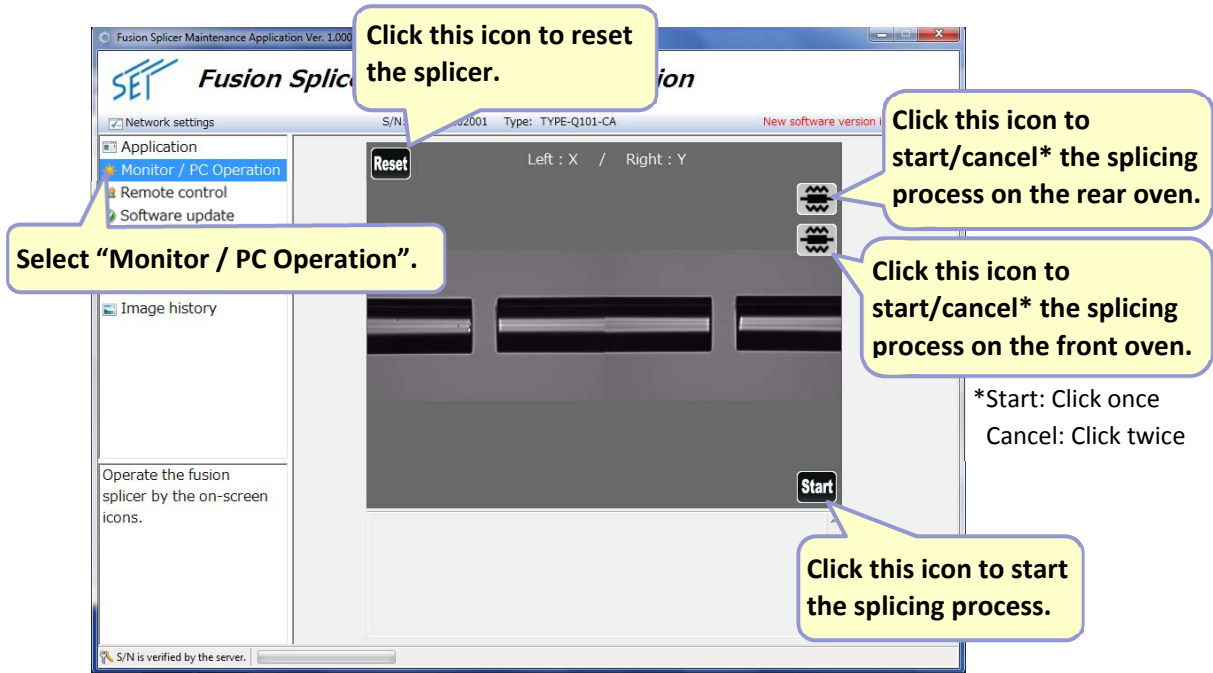 Fusion Splicer Maintenance Application Ver. 1.000
Click this icon to reset
the splicer.
SEI
Fusion Splic
ion
Network settings
S/N:
2001 Type: TYPE-Q101-CA
New software version i
Click this icon to
start/cancel* the splicing
process on the rear oven.
Application
Monitor / PC Operation
Remote control
Software update
Reset
Left : X / Right : Y
Select “Monitor / PC Operation”.
Click this icon to
start/cancel* the splicing
process on the front oven.
Image history
*Start: Click once
Cancel: Click twice
Operate the fusion
splicer by the on-screen
icons.
Start
Click this icon to start
the splicing process.
S/N is verified by the server.